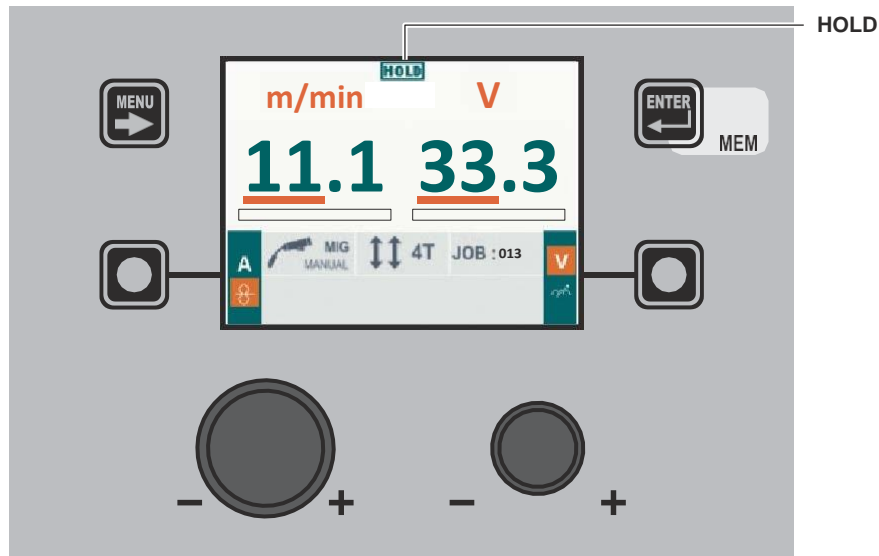 HOLD
HOLD
MENU
ENTER
MEM
m/min V
11.1 33.3
A MIG MANUAL 4T JOB : 013 V
- + - +